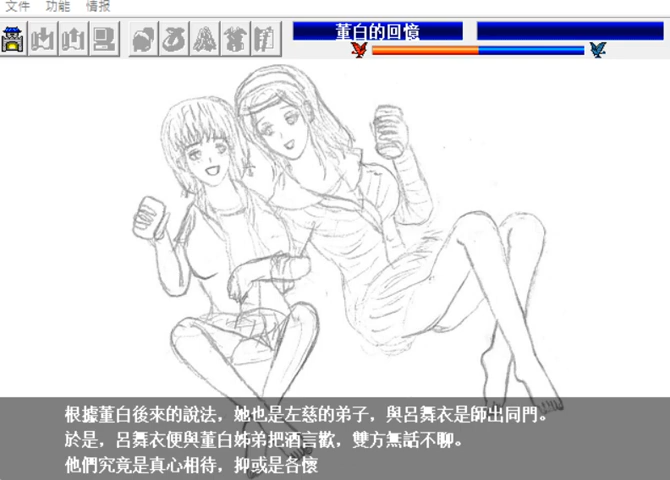 文件 功能 情报
董白的回憶
根據董白後來的說法，她也是左慈的弟子，與呂舞衣是師出同門。
於是，呂舞衣便與董白姊弟把酒言歡，雙方無話不聊。
他們究竟是真心相待，抑或是各懷